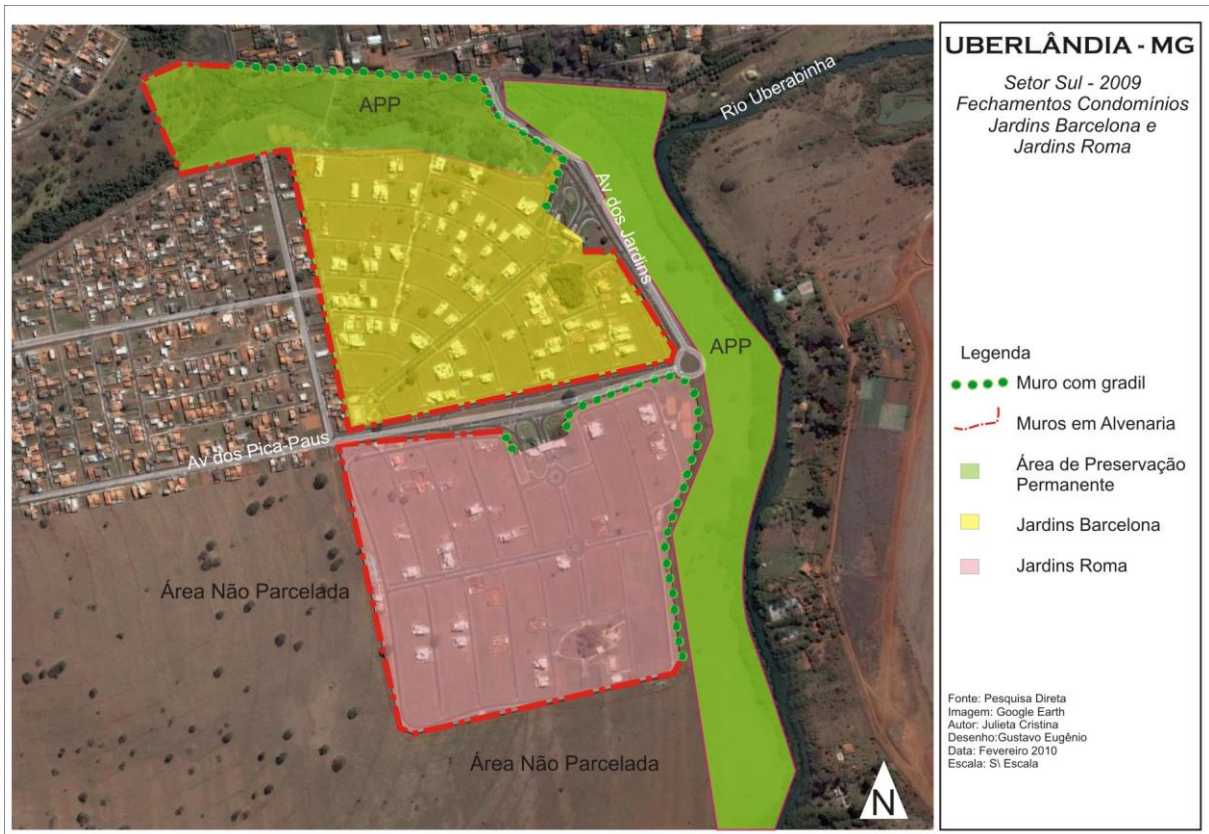 UBERLÂNDIA - MG
Setor Sul - 2009
Fechamentos Condomínios
Jardins Barcelona e
Jardins Roma
APP
Rio Uberabinha
Av dos Jardins
APP
Av dos Pica-Paus
Área Não Parcelada
Área Não Parcelada
N
Legenda
Muro com gradil
Muros em Alvenaria
Área de Preservação
Permanente
Jardins Barcelona
Jardins Roma
Fonte: Pesquisa Direta
Imagem: Google Earth
Autor: Julieta Cristina
Desenho:Gustavo Eugênio
Data: Fevereiro 2010
Escala: S\ Escala